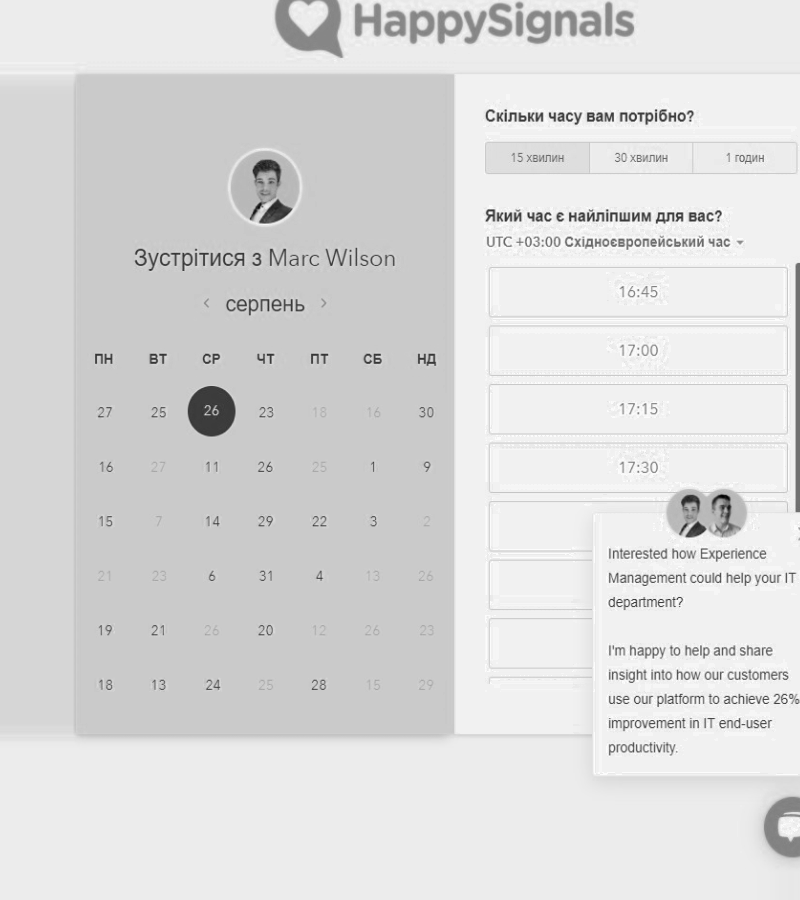 HappySignals
Зустрітися з Marc Wilson
серпень
ПН ВТ СР ЧТ ПТ СБ НД
27 25 26 23 18 16 30
16 27 11 26 25 1 9
15 7 14 29 22 3 2
21 23 6 31 4 13 26
19 21 26 20 12 26 23
18 13 24 25 28 15 29
Скільки часу вам потрібно?
15 хвилин 30 хвилин 1 годин
Який час є найліпшим для вас?
UTC +03:00 Східноєвропейський час
16:45
17:00
17:15
17:30
Interested how Experience
Management could help your IT
department?
I'm happy to help and share
insight into how our customers
use our platform to achieve 26%
improvement in IT end-user
productivity.